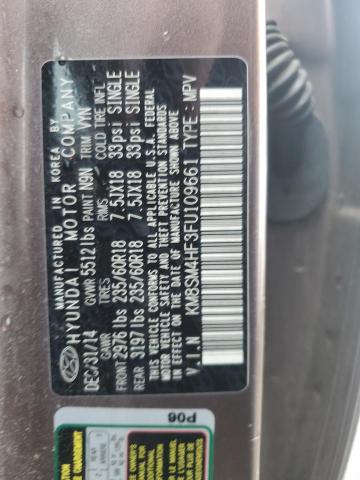 MANUFACTURED IN KOREA BY
HYUNDAI MOTOR COMPANY
DEC/31/14 GVWR 5512 lbs PAINT N9N TRIM VYN
TIRES COLD TIRE INFL
FRONT 2976 lbs 235/60R18 7.5JX18 33psi SINGLE
REAR 3197 lbs 235/60R18 7.5JX18 33psi SINGLE
THIS VEHICLE CONFORMS TO ALL APPLICABLE U.S.A. FEDERAL
MOTOR VEHICLE SAFETY, BUMPER, AND THEFT PREVENTION STANDARDS
IN EFFECT ON THE DATE OF MANUFACTURE SHOWN ABOVE
V.I.N KM8SM4HF3FU109661 TYPE: MPV
P06